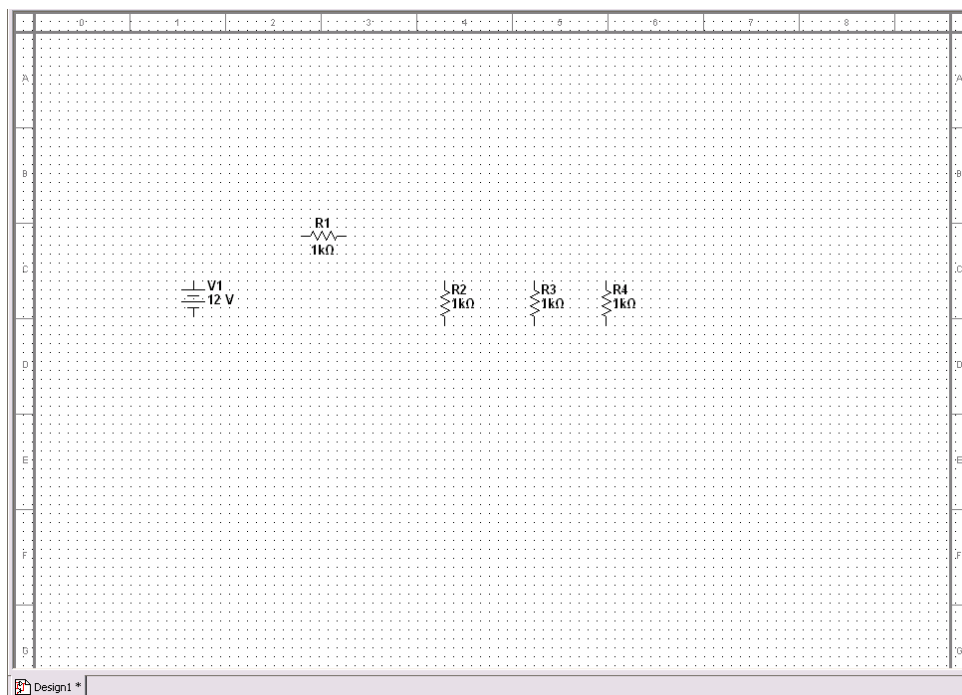 0 1 2 3 4 5 6 7 8
A A
B B
R1
1kΩ
C C
V1
12 V
R2 R3 R4
1kΩ 1kΩ 1kΩ
D D
E E
F F
G G
Design1 *